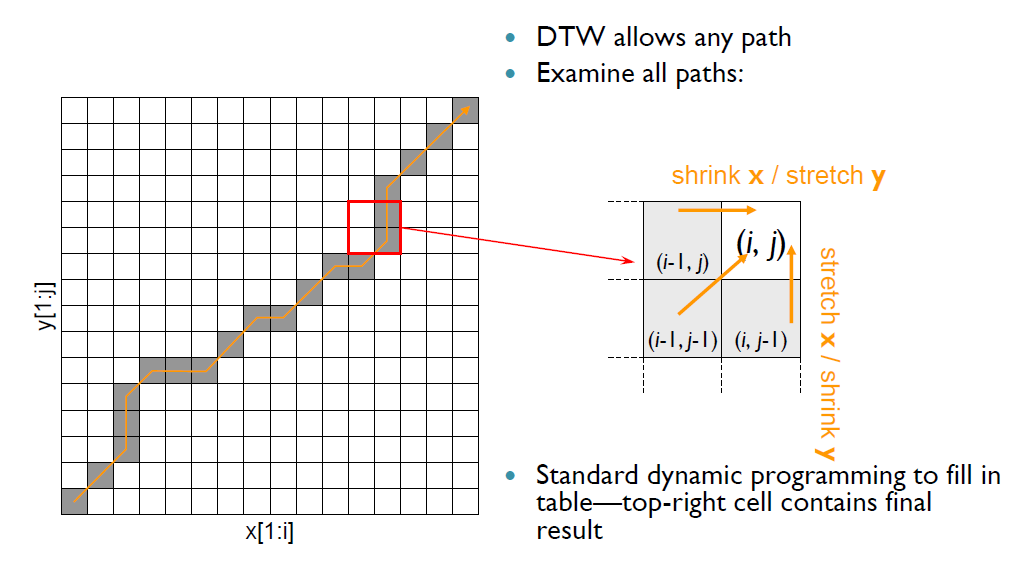 • DTW allows any path
• Examine all paths:
shrink x / stretch y
(i, j)
(i-1, j)
(i-1, j-1)
(i, j-1)
stretch x / shrink y
y[1:j]
x[1:i]
• Standard dynamic programming to fill in
table—top-right cell contains final
result